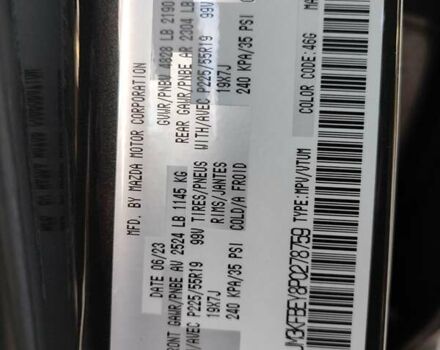 MFD. BY MAZDA MOTOR CORPORATION
DATE 06/23 GVWR/PNBV 4828 LB 2190
FRONT GAWR/PNBE AV 2524 LB 1145 KG REAR GAWR/PNBE AR 2304 LB
WITH/AVEC P225/55R19 99V TIRES/PNEUS WITH/AVEC P225/55R19 99V
19X7J RIMS/JANTES 19X7J
240 KPA/35 PSI COLD/A FROID 240 KPA/35 PSI
JM3KFBEY8P0278759 TYPE:MPV/VTUM COLOR CODE: 46G